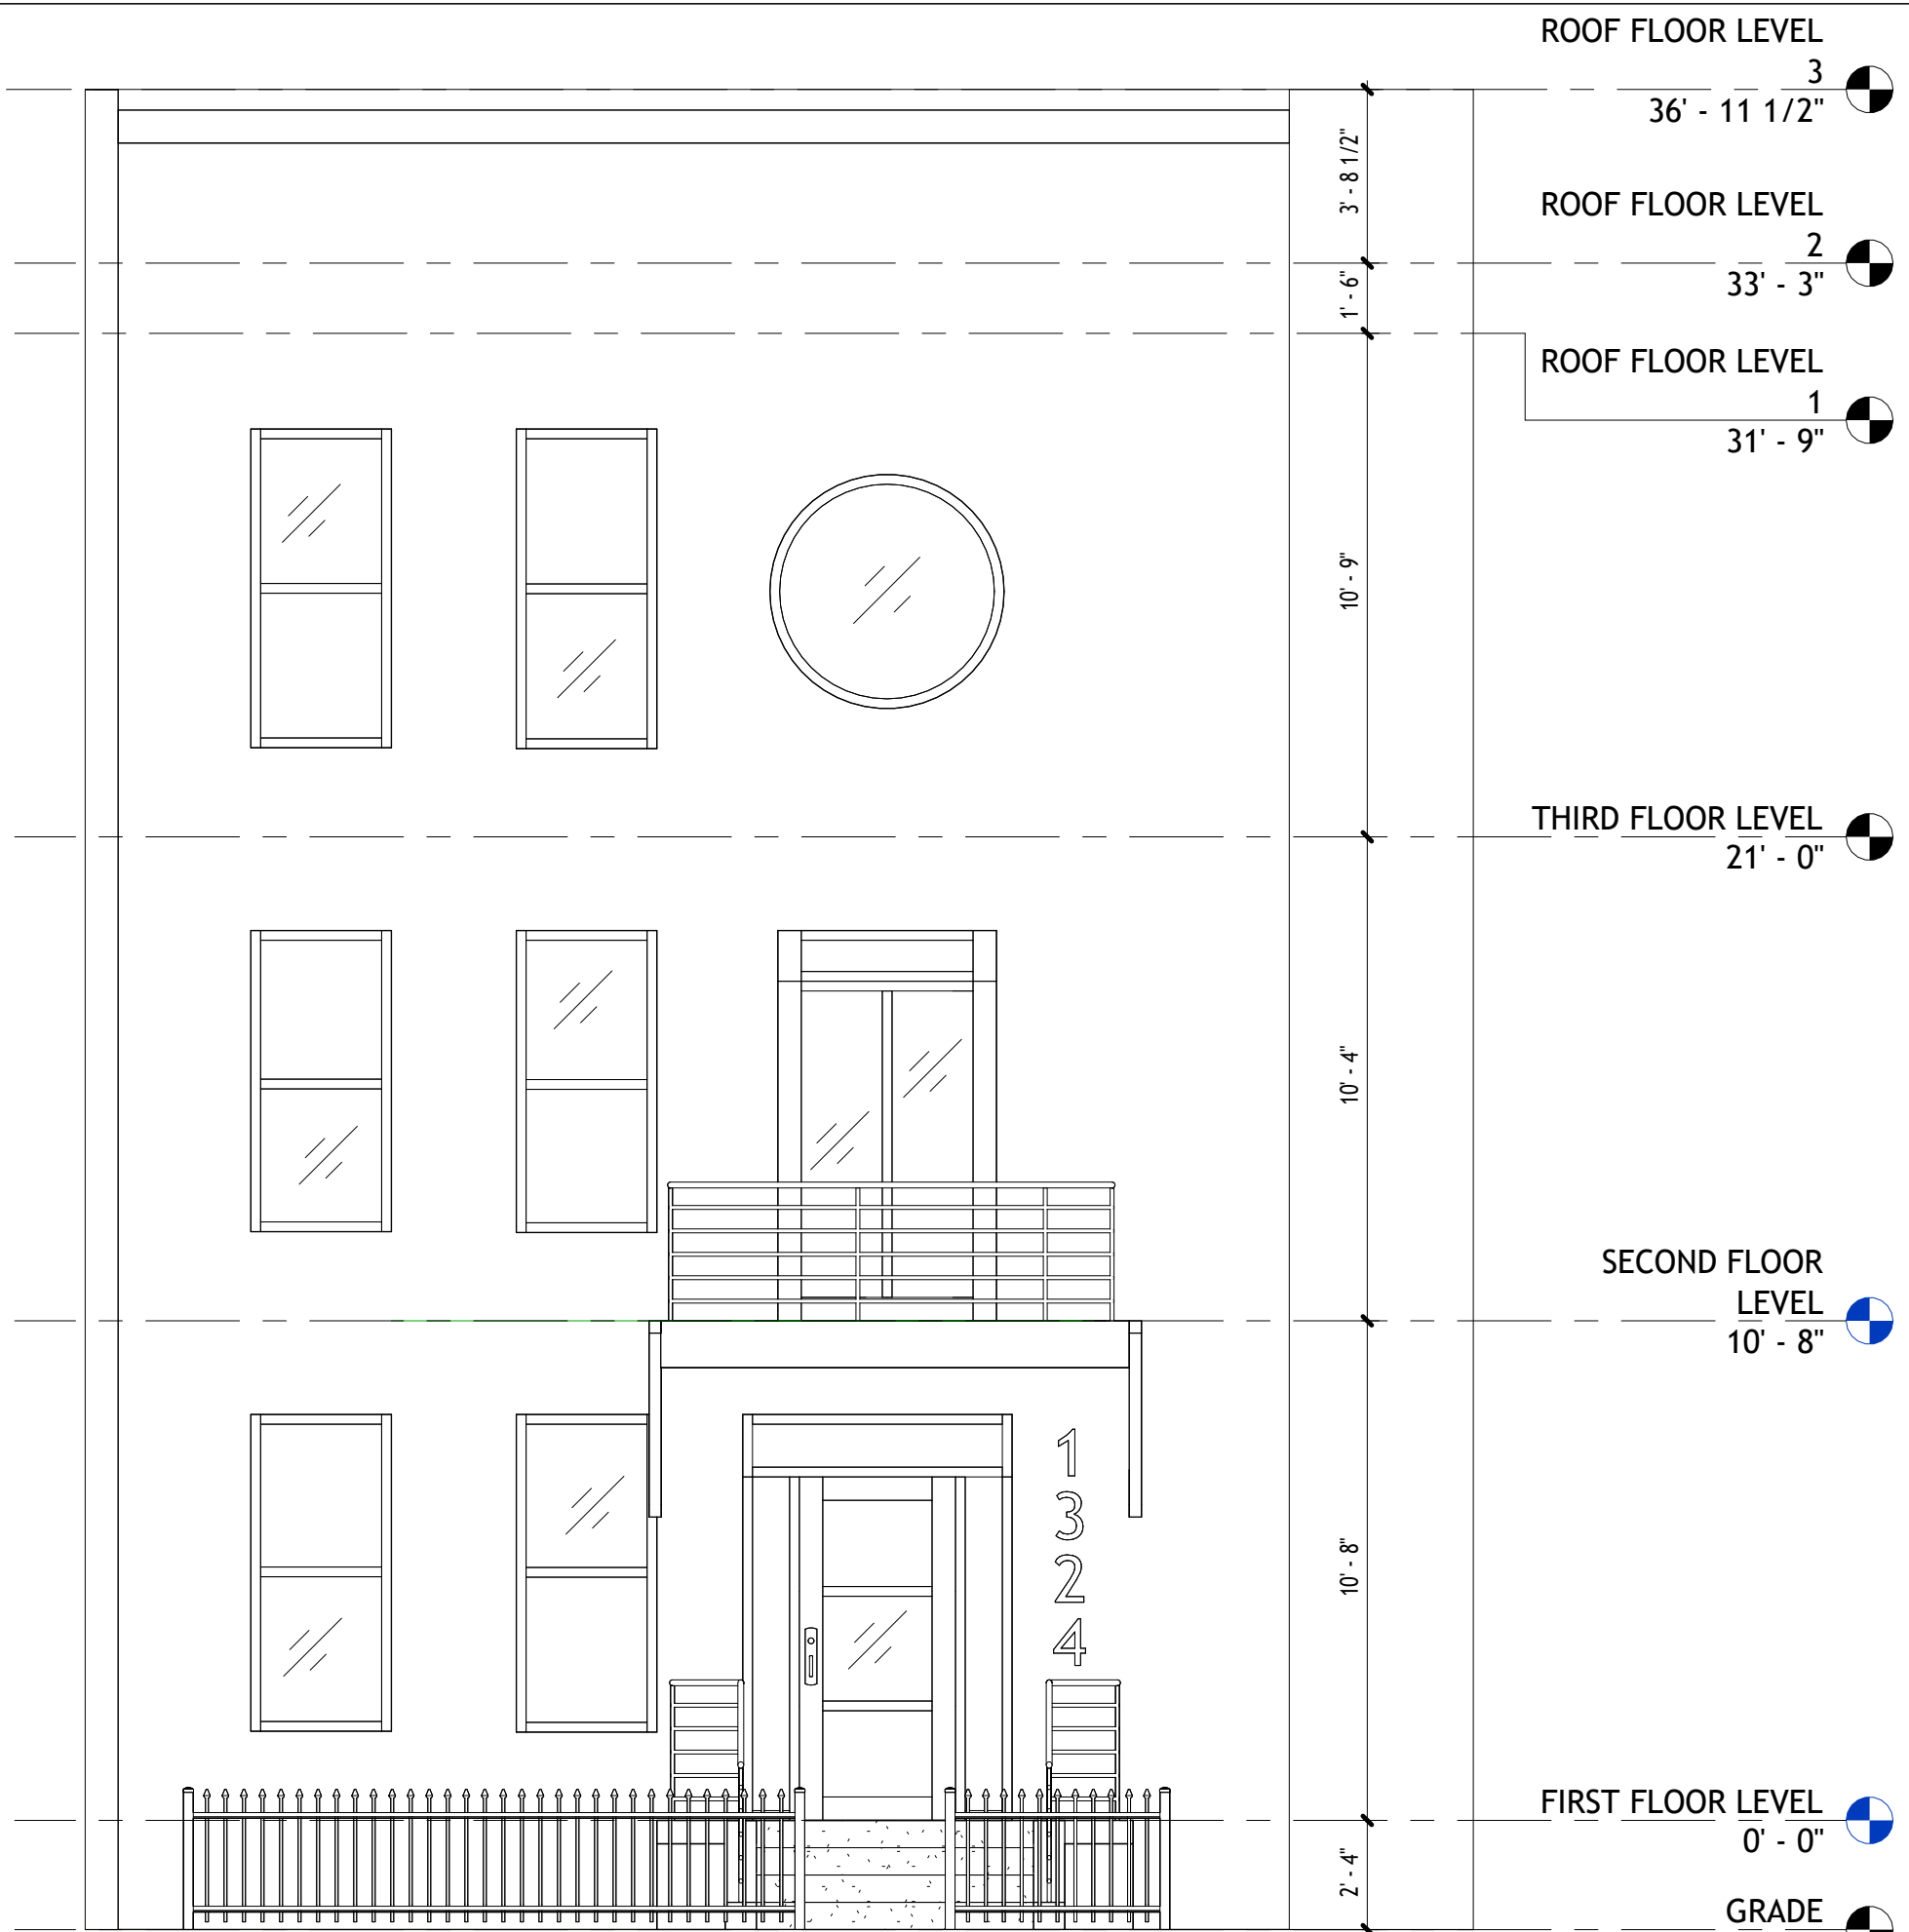 ROOF FLOOR LEVEL
3
36' - 11 1/2"
3' - 8 1/2"
ROOF FLOOR LEVEL
2
33' - 3"
1' - 6"
ROOF FLOOR LEVEL
1
31' - 9"
10' - 9"
THIRD FLOOR LEVEL
21' - 0"
10' - 4"
SECOND FLOOR
LEVEL
10' - 8"
1
3
2
4
10' - 8"
FIRST FLOOR LEVEL
0' - 0"
2' - 4"
GRADE